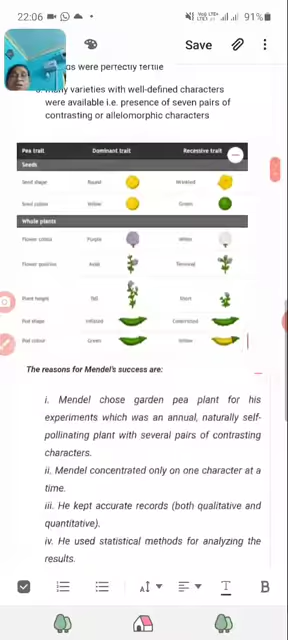 22:06 91%
Save
ds were perfectly fertile
many varieties with well-defined characters
were available i.e. presence of seven pairs of
contrasting or allelomorphic characters
Pea trait Dominant trait Recessive trait
Seeds
Seed shape Round Wrinkled
Seed colour Yellow Green
Whole plants
Flower colour Purple White
Flower position Axial Terminal
Plant height Tall Short
Pod shape Inflated Constricted
Pod colour Green Yellow
The reasons for Mendel's success are:
i. Mendel chose garden pea plant for his
experiments which was an annual, naturally self-
pollinating plant with several pairs of contrasting
characters.
ii. Mendel concentrated only on one character at a
time.
iii. He kept accurate records (both qualitative and
quantitative).
iv. He used statistical methods for analyzing the
results.